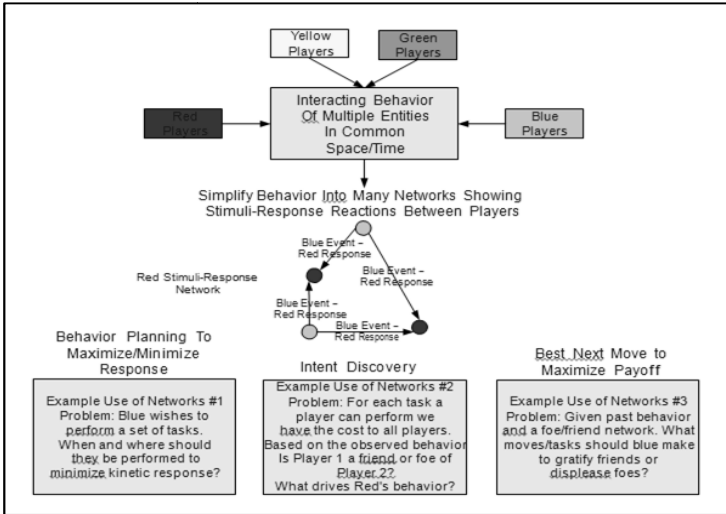 Yellow
Players
Green
Players
Red
Players
Interacting Behavior
Of Multiple Entities
In Common
Space/Time
Blue
Players
Simplify Behavior Into Many Networks Showing
Stimuli-Response Reactions Between Players
Blue Event –
Red Response
Red Stimuli-Response
Network
Blue Event –
Red Response
Blue Event –
Red Response
Blue Event –
Red Response
Behavior Planning To
Maximize/Minimize
Response
Example Use of Networks #1
Problem: Blue wishes to
perform a set of tasks.
When and where should
they be performed to
minimize kinetic response?
Intent Discovery
Example Use of Networks #2
Problem: For each task a
player can perform we
have the cost to all players.
Based on the observed behavior
Is Player 1 a friend or foe of
Player 2?
What drives Red's behavior?
Best Next Move to
Maximize Payoff
Example Use of Networks #3
Problem: Given past behavior
and a foe/friend network. What
moves/tasks should blue make
to gratify friends or
displease foes?